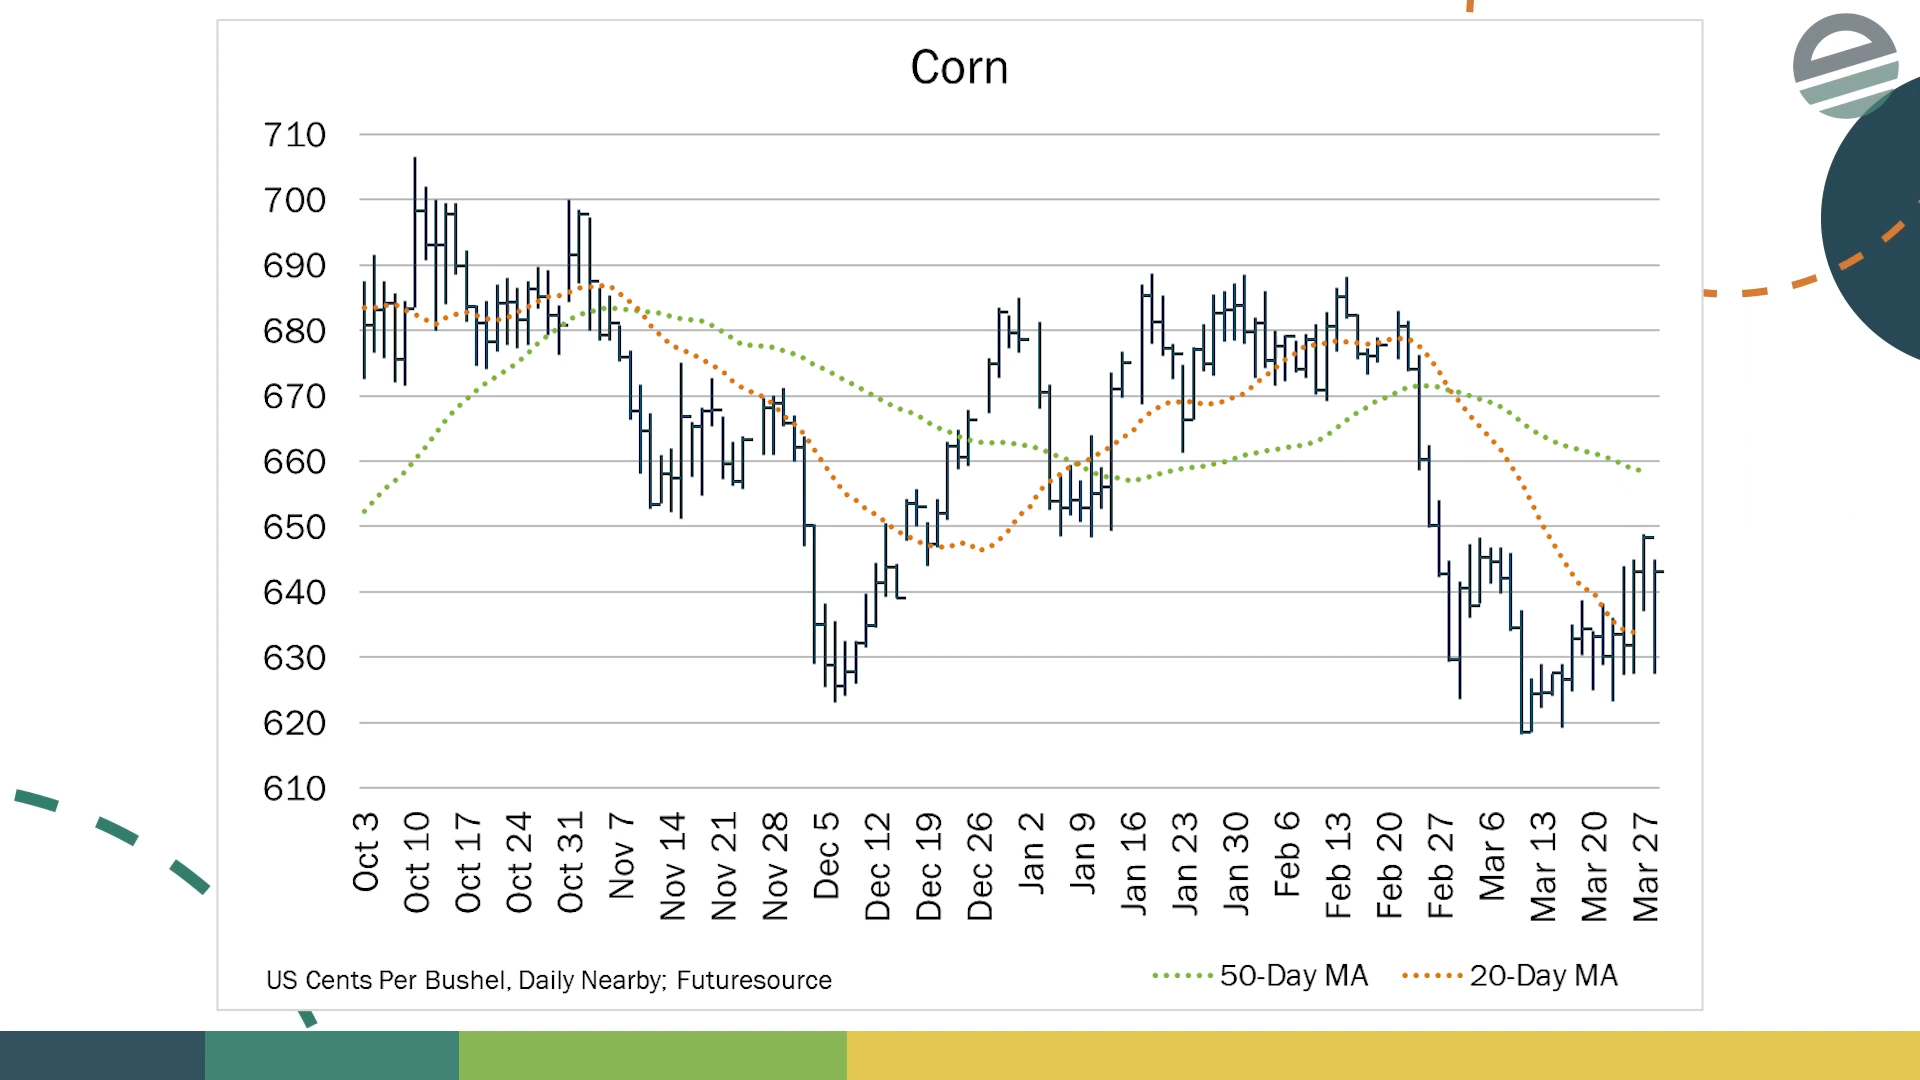 Corn
710
700
690
680
670
660
650
640
630
620
610
Oct 3
Oct 10
Oct 17
Oct 24
Oct 31
Nov 7
Nov 14
Nov 21
Nov 28
Dec 5
Dec 12
Dec 19
Dec 26
Jan 2
Jan 9
Jan 16
Jan 23
Jan 30
Feb 6
Feb 13
Feb 20
Feb 27
Mar 6
Mar 13
Mar 20
Mar 27
US Cents Per Bushel, Daily Nearby; Futuresource
50-Day MA
20-Day MA